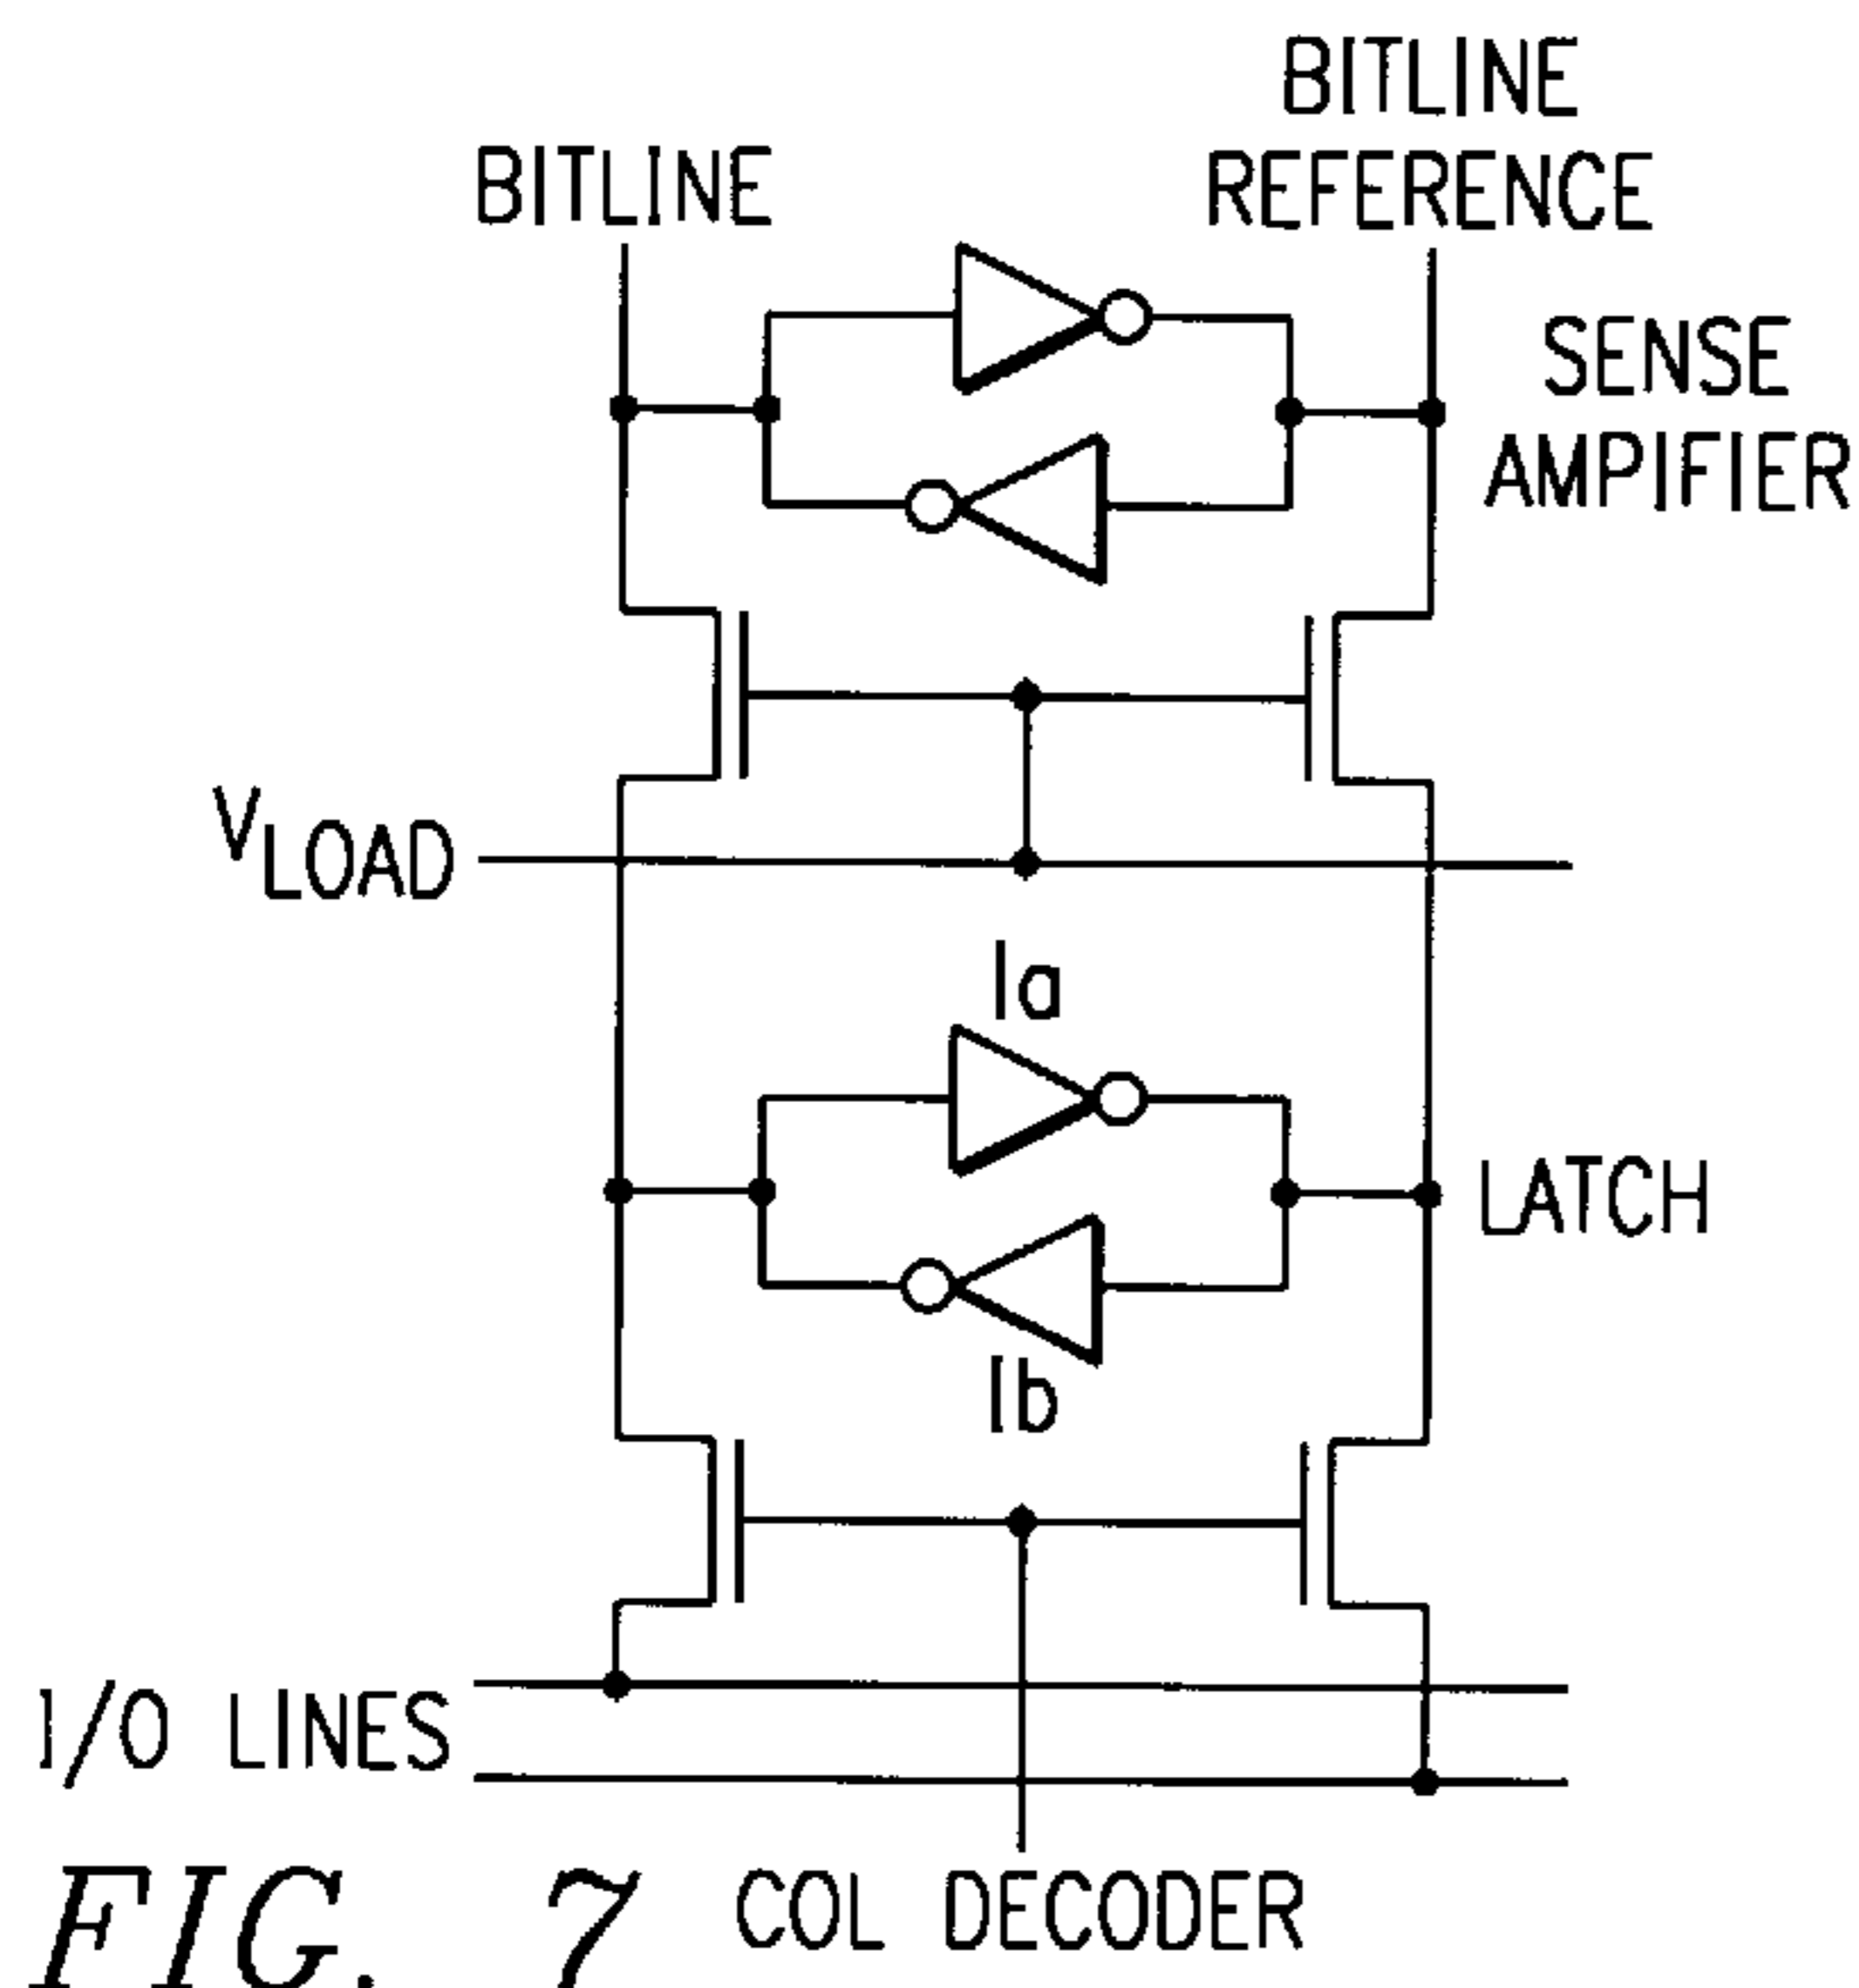 BITLINE
BITLINE
REFERENCE
SENSE
AMPIFIER
VLOAD
Ia
LATCH
Ib
I/O LINES
COL DECODER
FIG. 7